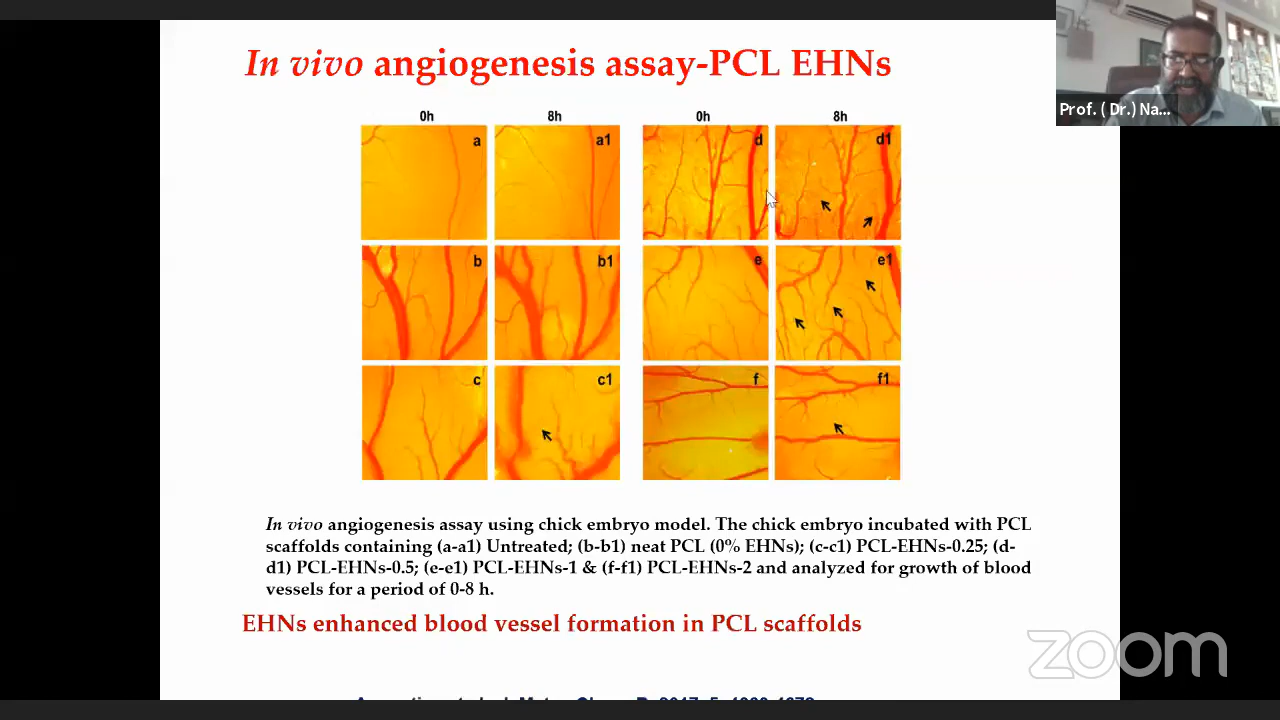 In vivo angiogenesis assay-PCL EHNs
Prof. ( Dr.) Na...
0h 8h 0h 8h
a a1 d d1
b b1 e e1
c c1 f f1
In vivo angiogenesis assay using chick embryo model. The chick embryo incubated with PCL
scaffolds containing (a-a1) Untreated; (b-b1) neat PCL (0% EHNs); (c-c1) PCL-EHNs-0.25; (d-
d1) PCL-EHNs-0.5; (e-e1) PCL-EHNs-1 & (f-f1) PCL-EHNs-2 and analyzed for growth of blood
vessels for a period of 0-8 h.
EHNs enhanced blood vessel formation in PCL scaffolds
zoom